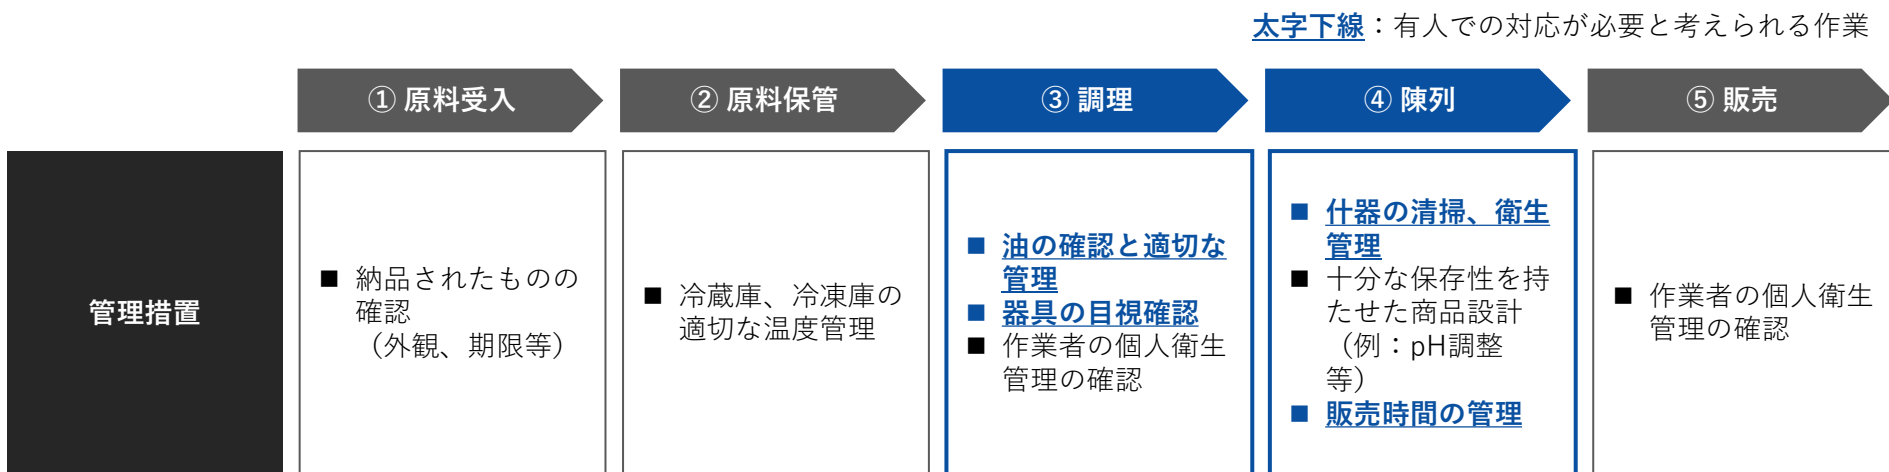 太字下線：有人での対応が必要と考えられる作業
① 原料受入
② 原料保管
③ 調理
④ 陳列
⑤ 販売
管理措置
■ 納品されたものの
確認
（外観、期限等）
■ 冷蔵庫、冷凍庫の
適切な温度管理
■ 油の確認と適切な
管理
■ 器具の目視確認
■ 作業者の個人衛生
管理の確認
■ 什器の清掃、衛生
管理
■ 十分な保存性を持
たせた商品設計
（例：pH調整
等）
■ 販売時間の管理
■ 作業者の個人衛生
管理の確認